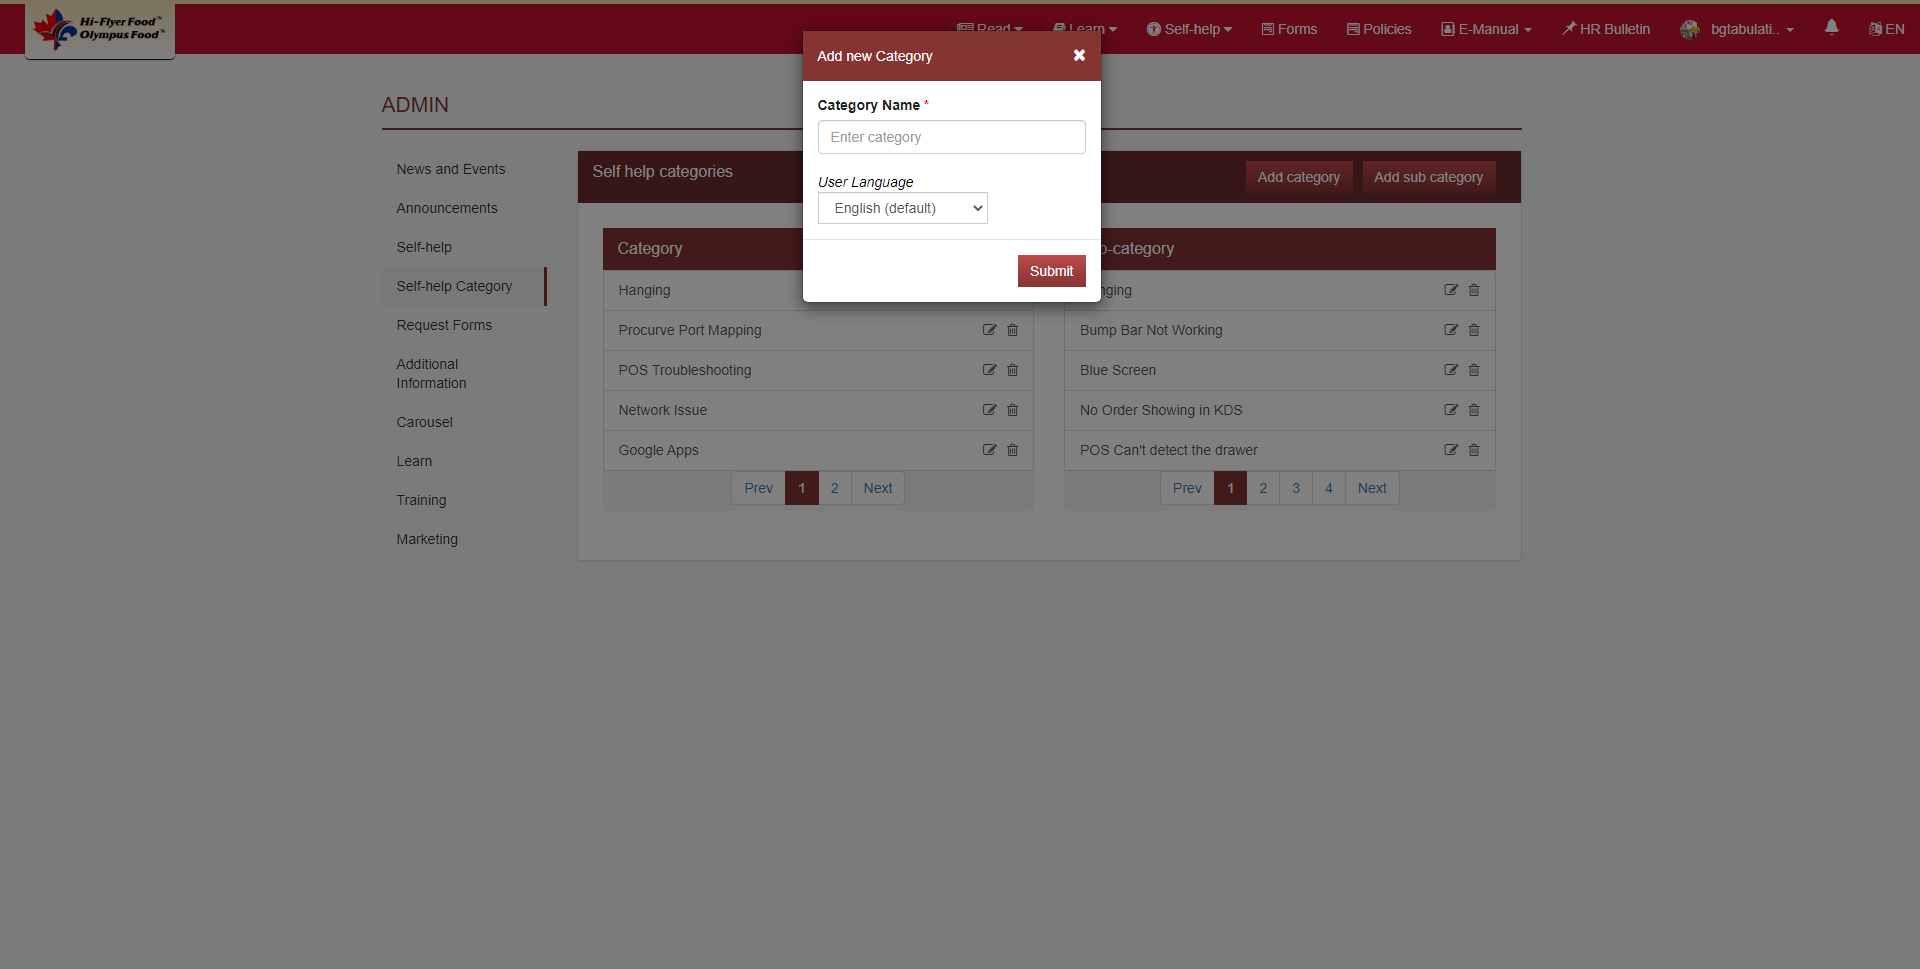 Hi-Flyer Food™
Olympus Food™
Read
Learn
Self-help
Forms
Policies
E-Manual
HR Bulletin
bgtabulati..
EN
Add new Category
Category Name *
Enter category
User Language
English (default)
Submit
ADMIN
News and Events
Announcements
Self-help
Self-help Category
Request Forms
Additional
Information
Carousel
Learn
Training
Marketing
Self help categories
Add category
Add sub category
Category
Hanging
Procurve Port Mapping
POS Troubleshooting
Network Issue
Google Apps
Prev 1 2 Next
-category
Bump Bar Not Working
Blue Screen
No Order Showing in KDS
POS Can't detect the drawer
Prev 1 2 3 4 Next